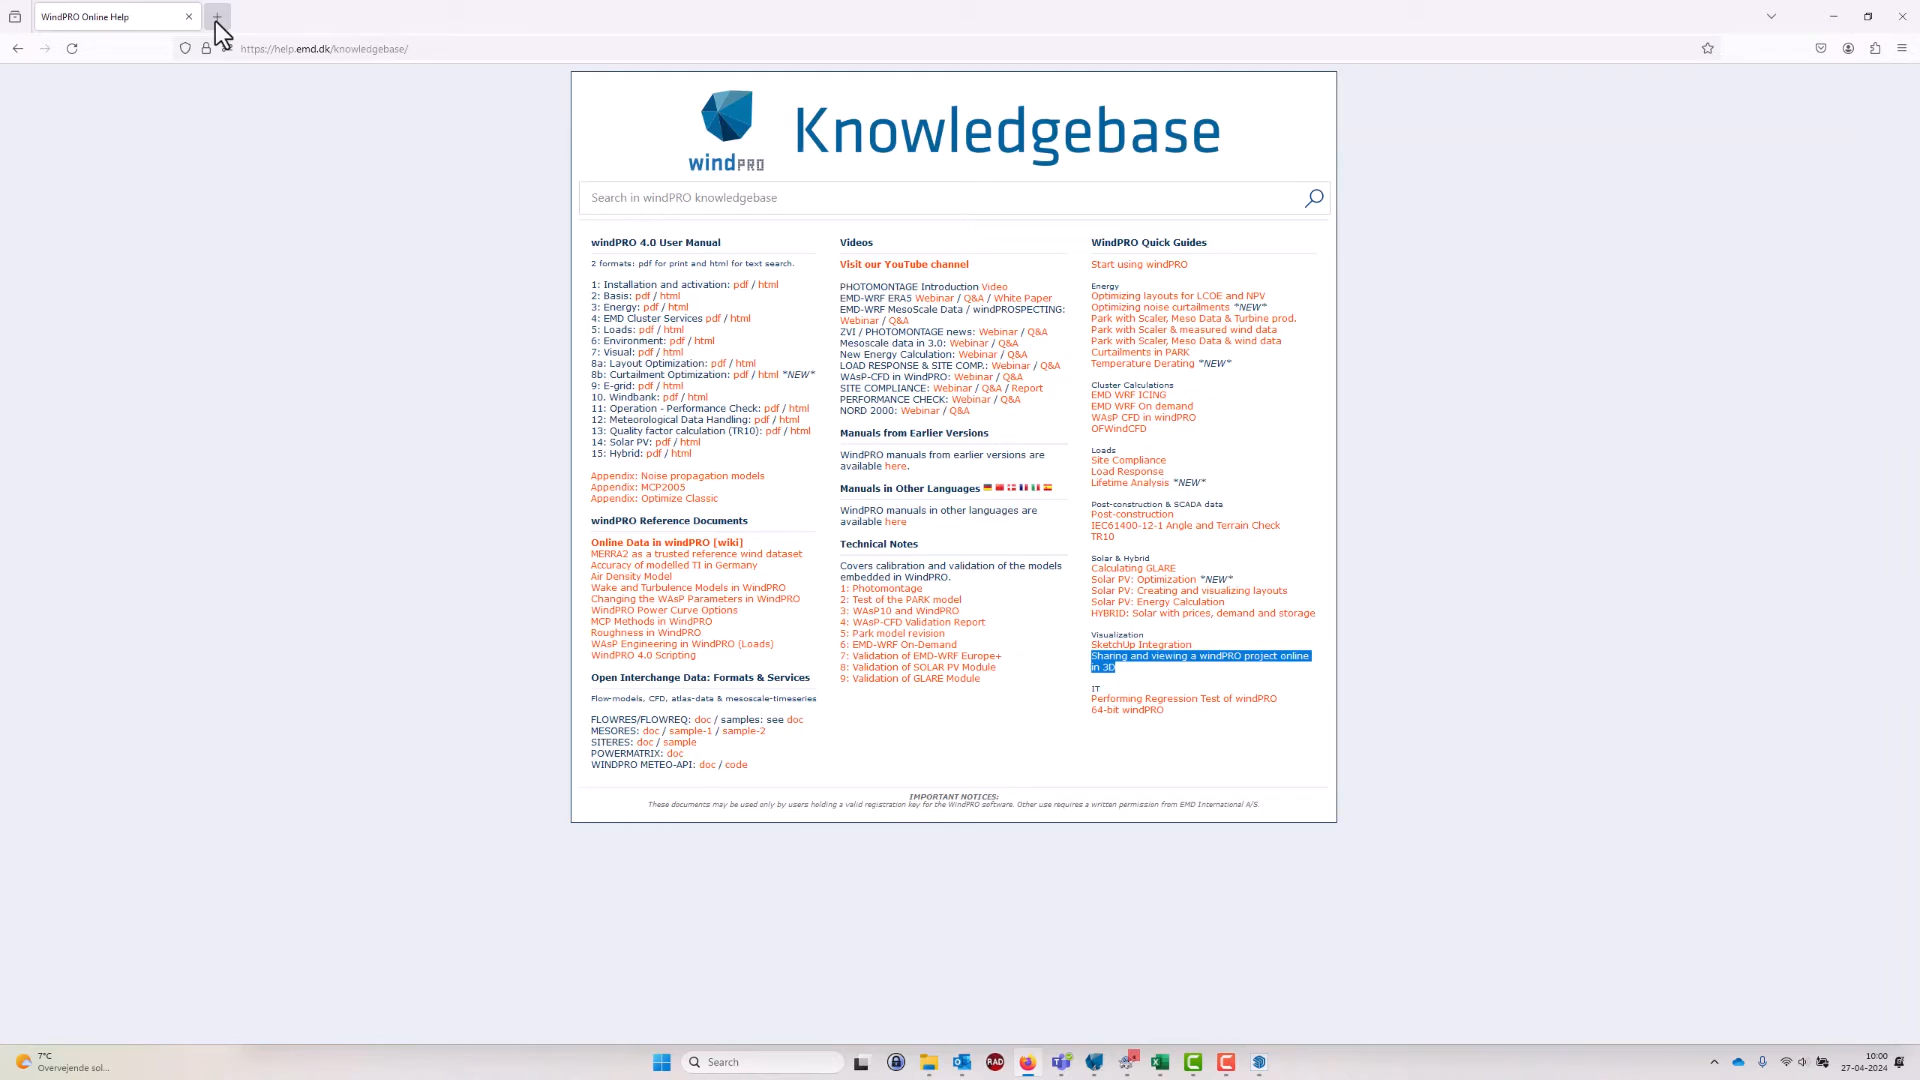 WindPRO Online Help
https://help.emd.dk/knowledgebase/
windPRO
Knowledgebase
Search in windPRO knowledgebase
windPRO 4.0 User Manual
2 formats: pdf for print and html for text search.
1: Installation and activation: pdf / html
2: Basis: pdf / html
3: Energy: pdf / html
4: EMD Cluster Services pdf / html
5: Loads: pdf / html
6: Environment: pdf / html
7: Visual: pdf / html
8a: Layout Optimization: pdf / html
8b: Curtailment Optimization: pdf / html *NEW*
9: E-grid: pdf / html
10. Windbank: pdf / html
11: Operation - Performance Check: pdf / html
12: Meteorological Data Handling: pdf / html
13: Quality factor calculation (TR10): pdf / html
14: Solar PV: pdf / html
15: Hybrid: pdf / html
Appendix: Noise propagation models
Appendix: MCP2005
Appendix: Optimize Classic
windPRO Reference Documents
Online Data in windPRO [wiki]
MERRA2 as a trusted reference wind dataset
Accuracy of modelled TI in Germany
Air Density Model
Wake and Turbulence Models in WindPRO
Changing the WAsP Parameters in WindPRO
WindPRO Power Curve Options
MCP Methods in WindPRO
Roughness in WindPRO
WAsP Engineering in WindPRO (Loads)
WindPRO 4.0 Scripting
Open Interchange Data: Formats & Services
Flow-models, CFD, atlas-data & mesoscale-timeseries
FLOWRES/FLOWREQ: doc / samples: see doc
MESORES: doc / sample-1 / sample-2
SITERES: doc / sample
POWERMATRIX: doc
WINDPRO METEO-API: doc / code
Videos
Visit our YouTube channel
PHOTOMONTAGE Introduction Video
EMD-WRF ERA5 Webinar / Q&A / White Paper
EMD-WRF MesoScale Data / windPROSPECTING:
Webinar / Q&A
ZVI / PHOTOMONTAGE news: Webinar / Q&A
Mesoscale data in 3.0: Webinar / Q&A
New Energy Calculation: Webinar / Q&A
LOAD RESPONSE & SITE COMP.: Webinar / Q&A
WAsP-CFD in WindPRO: Webinar / Q&A
SITE COMPLIANCE: Webinar / Q&A / Report
PERFORMANCE CHECK: Webinar / Q&A
NORD 2000: Webinar / Q&A
Manuals from Earlier Versions
WindPRO manuals from earlier versions are
available here.
Manuals in Other Languages
WindPRO manuals in other languages are
available here
Technical Notes
Covers calibration and validation of the models
embedded in WindPRO.
1: Photomontage
2: Test of the PARK model
3: WAsP10 and WindPRO
4: WAsP-CFD Validation Report
5: Park model revision
6: EMD-WRF On-Demand
7: Validation of EMD-WRF Europe+
8: Validation of SOLAR PV Module
9: Validation of GLARE Module
WindPRO Quick Guides
Start using windPRO
Energy
Optimizing layouts for LCOE and NPV
Optimizing noise curtailments *NEW*
Park with Scaler, Meso Data & Turbine prod.
Park with Scaler & measured wind data
Park with Scaler, Meso Data & wind data
Curtailments in PARK
Temperature Derating *NEW*
Cluster Calculations
EMD WRF ICING
EMD WRF On demand
WAsP CFD in windPRO
OFWindCFD
Loads
Site Compliance
Load Response
Lifetime Analysis *NEW*
Post-construction & SCADA data
Post-construction
IEC61400-12-1 Angle and Terrain Check
TR10
Solar & Hybrid
Calculating GLARE
Solar PV: Optimization *NEW*
Solar PV: Creating and visualizing layouts
Solar PV: Energy Calculation
HYBRID: Solar with prices, demand and storage
Visualization
SketchUp Integration
Sharing and viewing a windPRO project online
in 3D
IT
Performing Regression Test of windPRO
64-bit windPRO
IMPORTANT NOTICES:
These documents may be used only by users holding a valid registration key for the WindPRO software. Other use requires a written permission from EMD International A/S.
7°C
Overvejende sol...
Search
RAD
10:00
27-04-2024